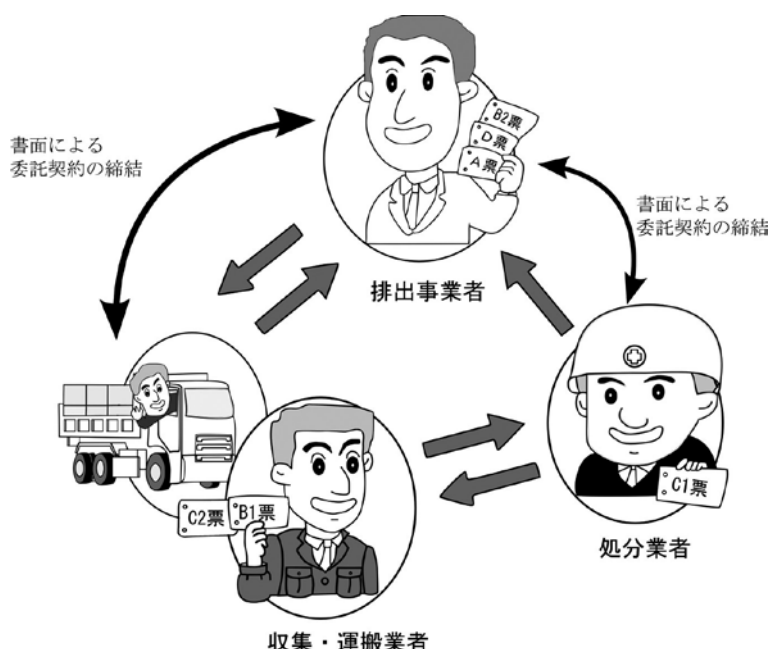 B2票
D票
A票
書面による
委託契約の締結
書面による
委託契約の締結
排出事業者
C1票
C2票
B1票
処分業者
収集・運搬業者